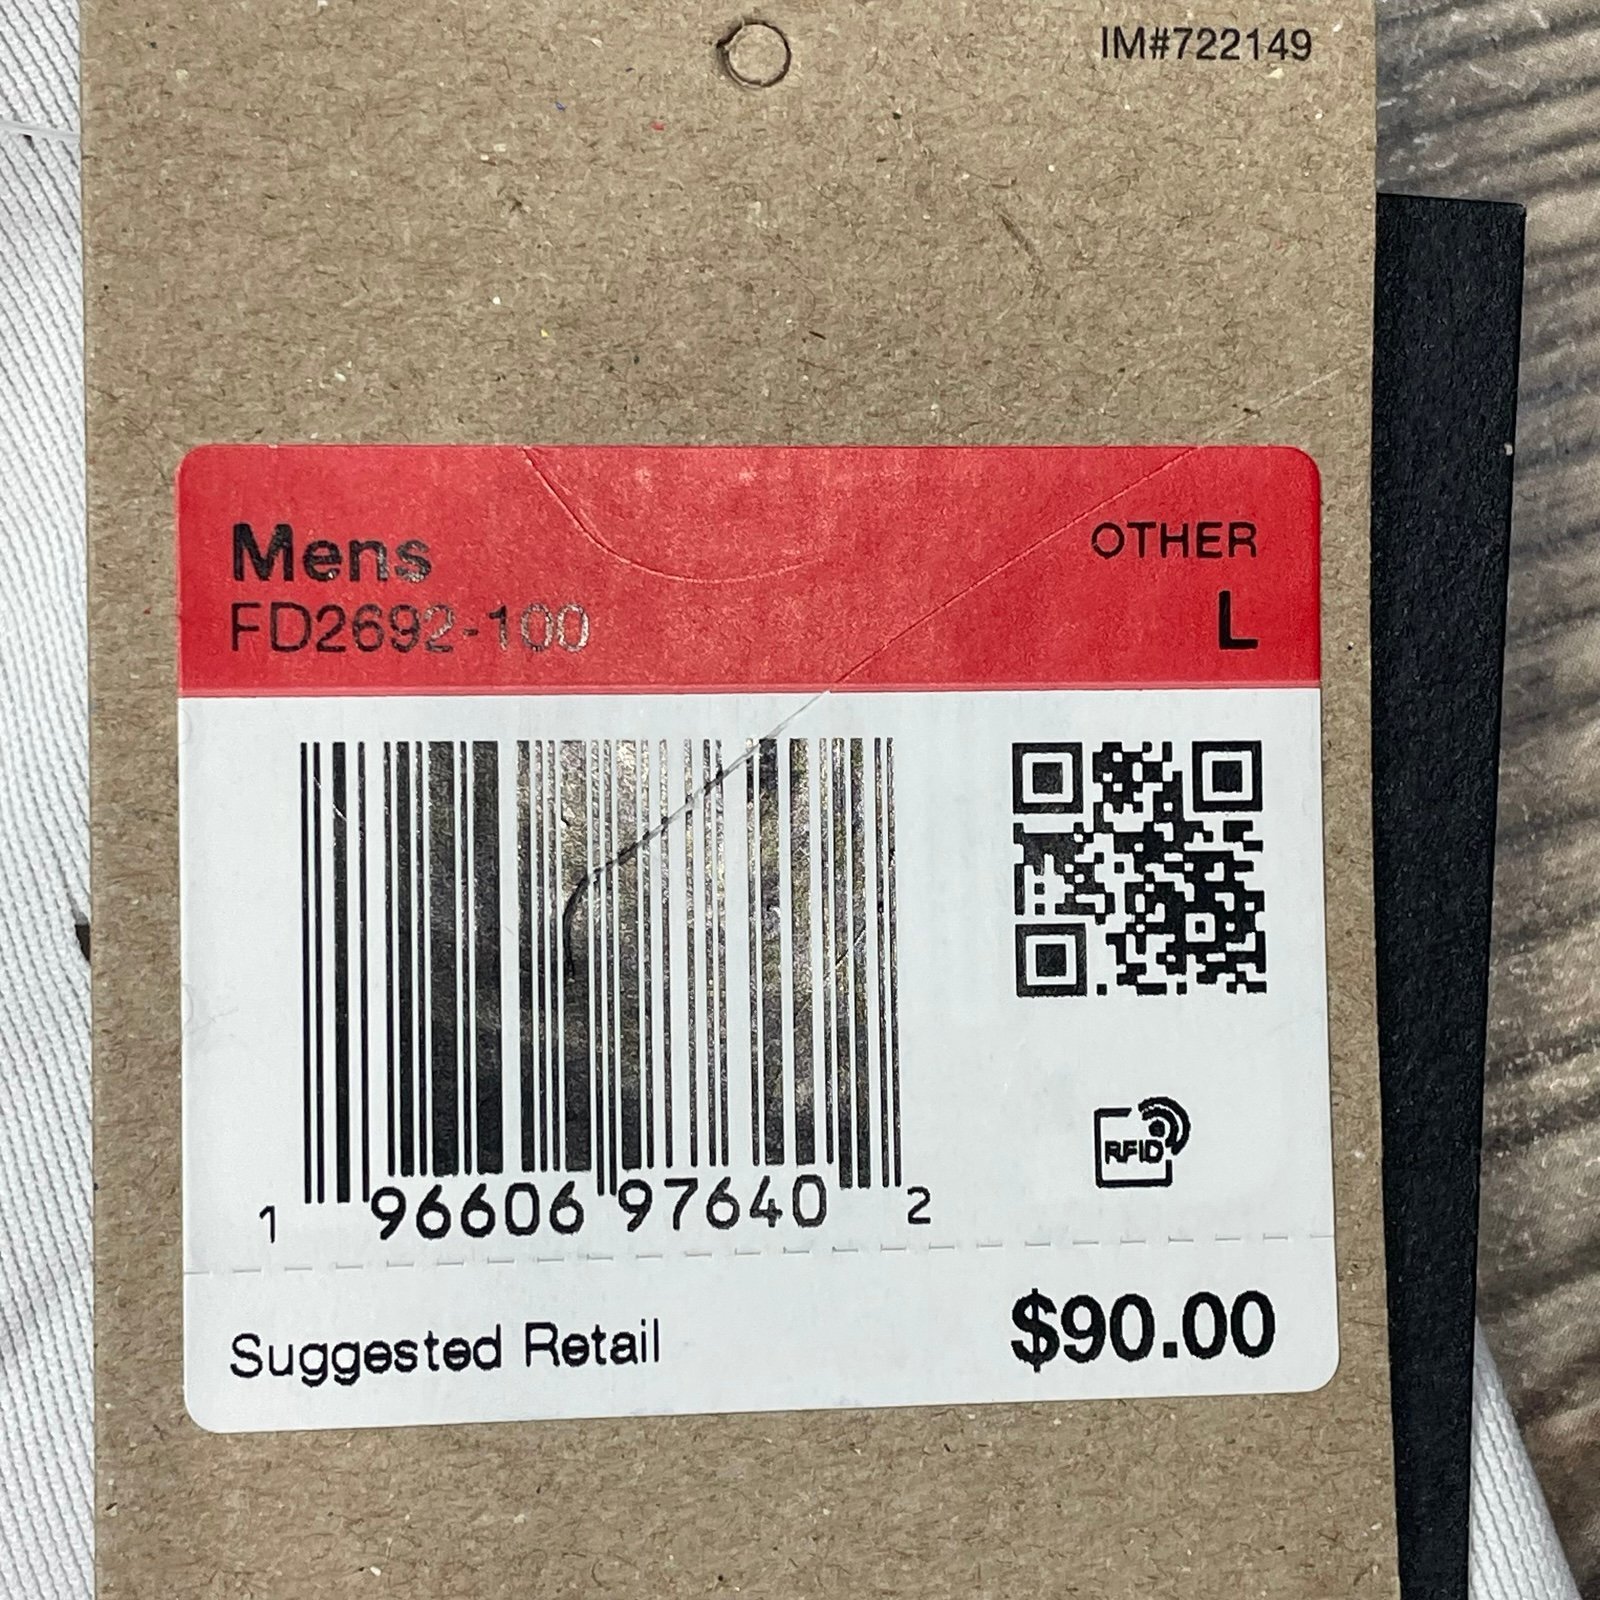 IM#722149
Mens
OTHER
FD2692-100
L
RFID
1 96606 97640 2
Suggested Retail
$90.00